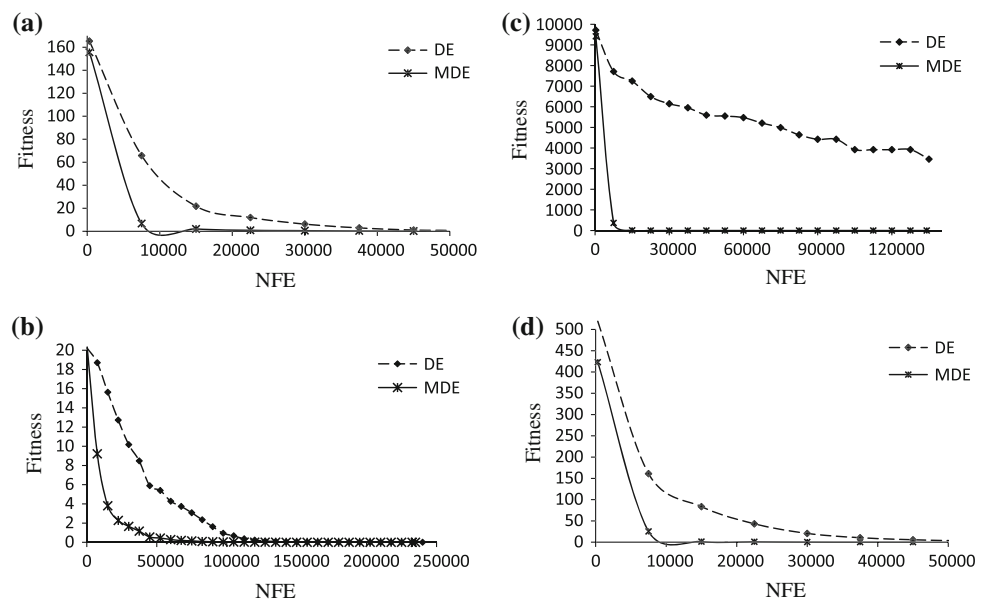 (a)
160
140
120
100
80
60
40
20
0
Fitness
DE
MDE
0 10000 20000 30000 40000 50000
NFE
(c)
10000
9000
8000
7000
6000
5000
4000
3000
2000
1000
0
Fitness
DE
MDE
0 30000 60000 90000 120000
NFE
(b)
20
18
16
14
12
10
8
6
4
2
0
Fitness
DE
MDE
0 50000 100000 150000 200000 250000
NFE
(d)
500
450
400
350
300
250
200
150
100
50
0
Fitness
DE
MDE
0 10000 20000 30000 40000 50000
NFE